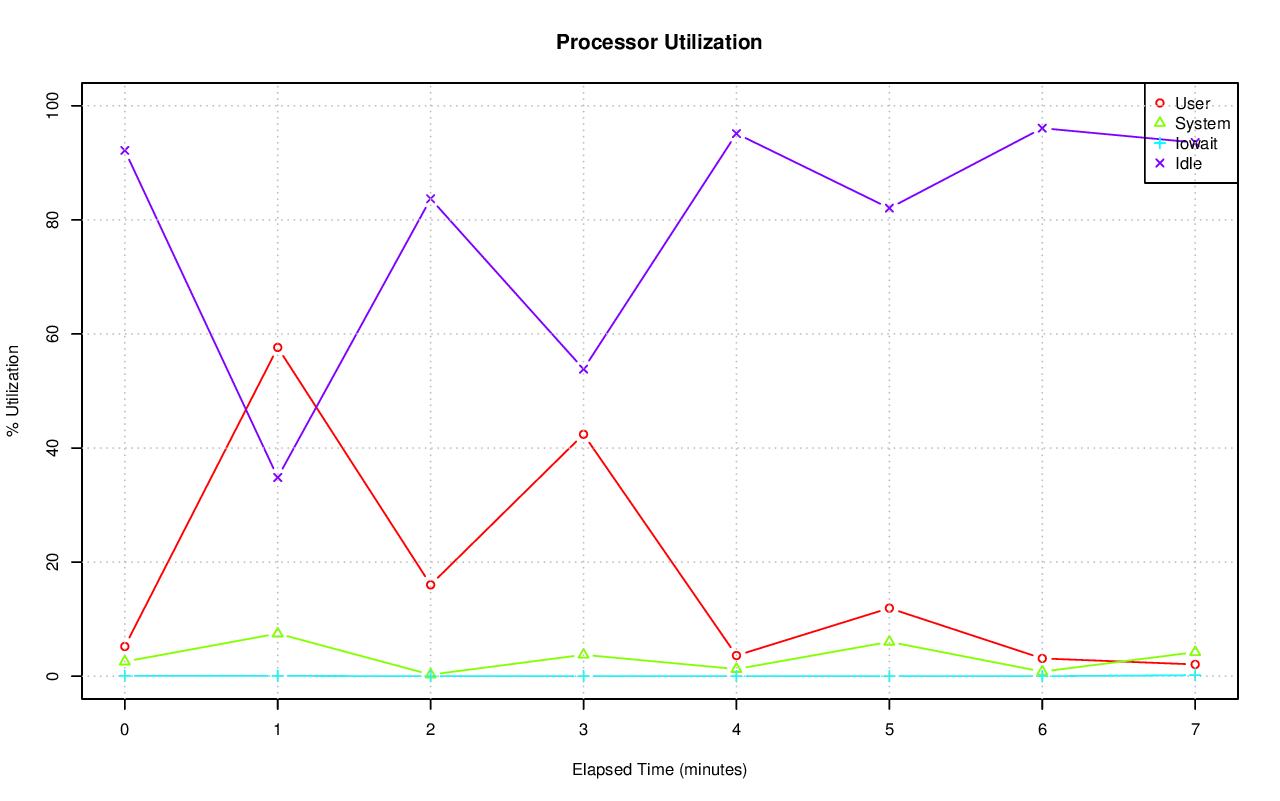 Processor Utilization
100
80
60
40
20
0
% Utilization
User
System
Iowait
Idle
0 1 2 3 4 5 6 7
Elapsed Time (minutes)